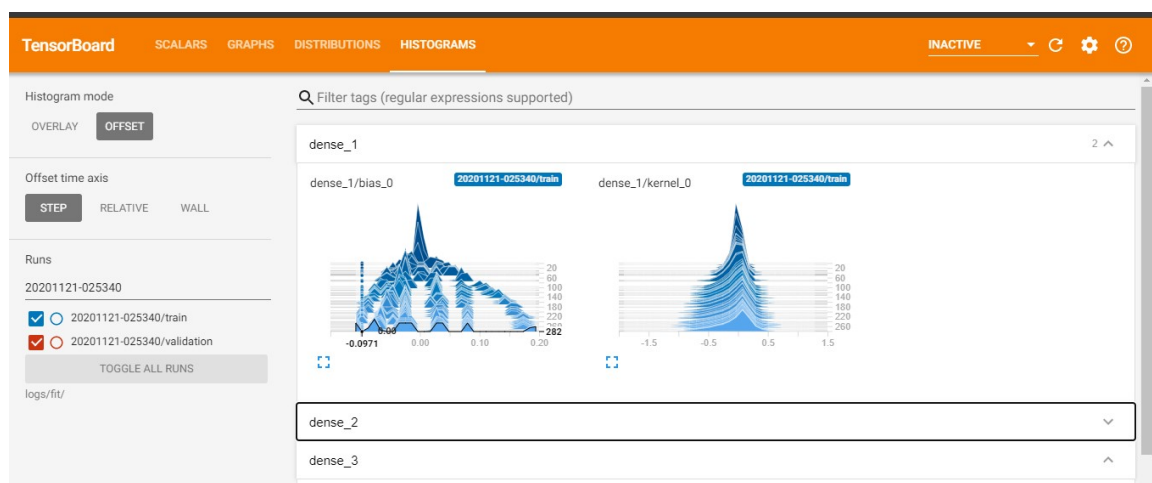 TensorBoard SCALARS GRAPHS DISTRIBUTIONS HISTOGRAMS INACTIVE
Histogram mode
OVERLAY OFFSET
Offset time axis
STEP RELATIVE WALL
Runs
20201121-025340
20201121-025340/train
20201121-025340/validation
TOGGLE ALL RUNS
logs/fit/
Filter tags (regular expressions supported)
dense_1 2
dense_1/bias_0 20201121-025340/train
20
60
100
140
180
220
260
282
0.00
-0.0971 0.00 0.10 0.20
dense_1/kernel_0 20201121-025340/train
20
60
100
140
180
220
260
-1.5 -0.5 0.5 1.5
dense_2
dense_3